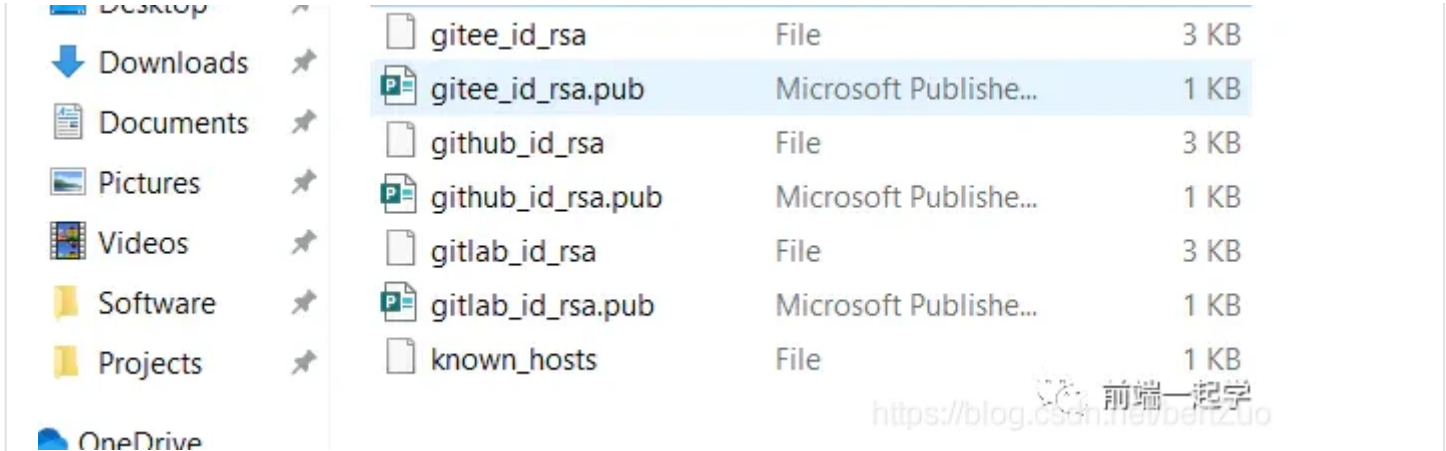 Desktop
Downloads
Documents
Pictures
Videos
Software
Projects
OneDrive
gitee_id_rsa File 3 KB
gitee_id_rsa.pub Microsoft Publishe... 1 KB
github_id_rsa File 3 KB
github_id_rsa.pub Microsoft Publishe... 1 KB
gitlab_id_rsa File 3 KB
gitlab_id_rsa.pub Microsoft Publishe... 1 KB
known_hosts File 1 KB
前端一起学
https://blog.csdn.net/bertZuo